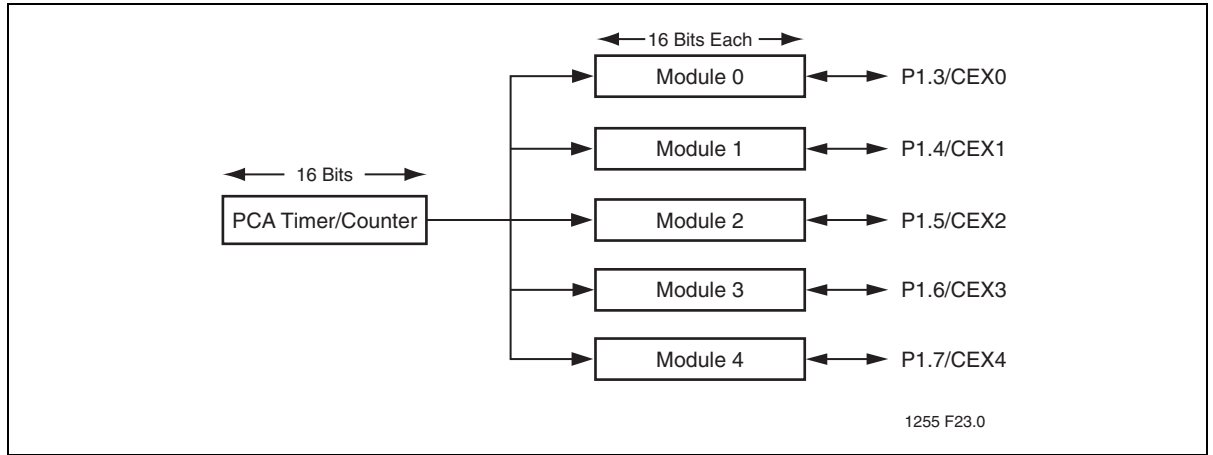 16 Bits Each
Module 0
P1.3/CEX0
Module 1
P1.4/CEX1
16 Bits
PCA Timer/Counter
Module 2
P1.5/CEX2
Module 3
P1.6/CEX3
Module 4
P1.7/CEX4
1255 F23.0